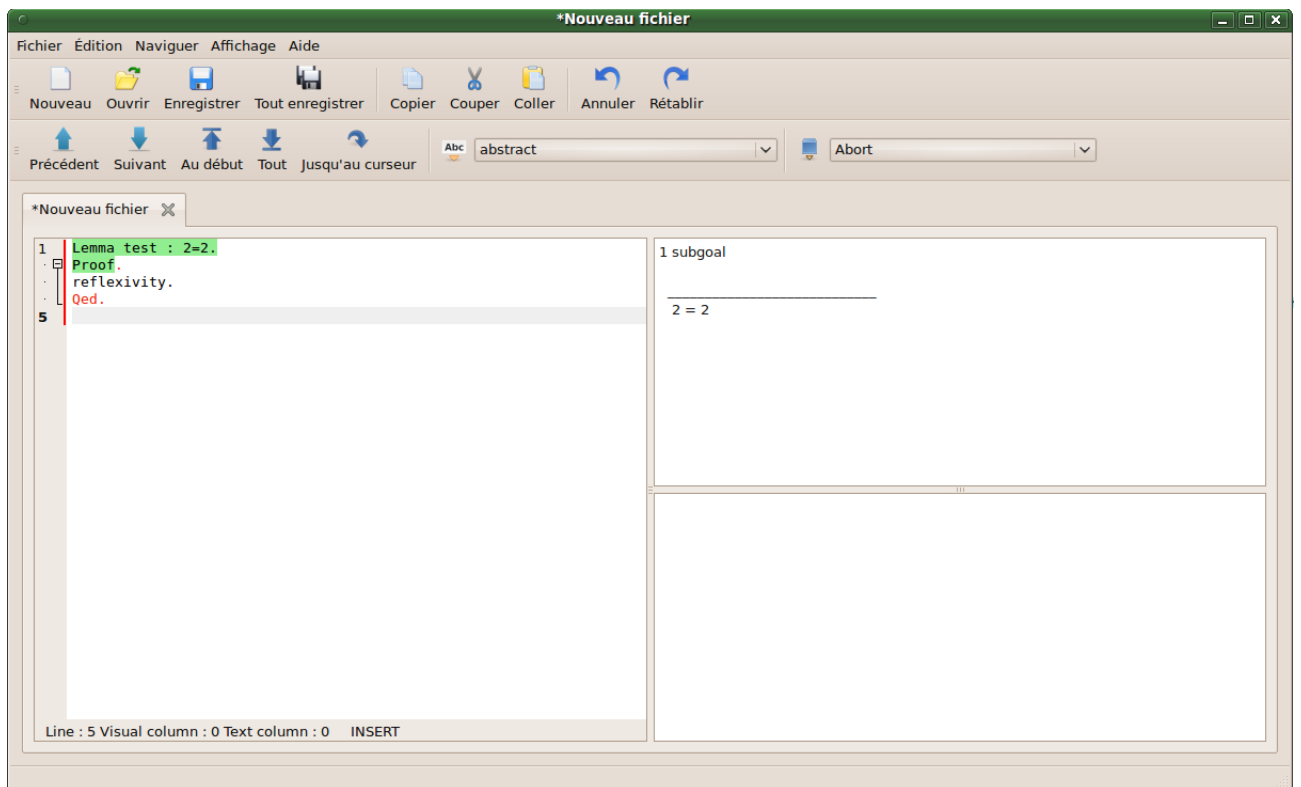 *Nouveau fichier
Fichier Édition Naviguer Affichage Aide
Nouveau Ouvrir Enregistrer Tout enregistrer Copier Couper Coller Annuler Rétablir
Précédent Suivant Au début Tout Jusqu'au curseur Abc abstract Abort
*Nouveau fichier
1 Lemma test : 2=2.
Proof.
reflexivity.
Qed.
5
1 subgoal
2 = 2
Line : 5 Visual column : 0 Text column : 0 INSERT